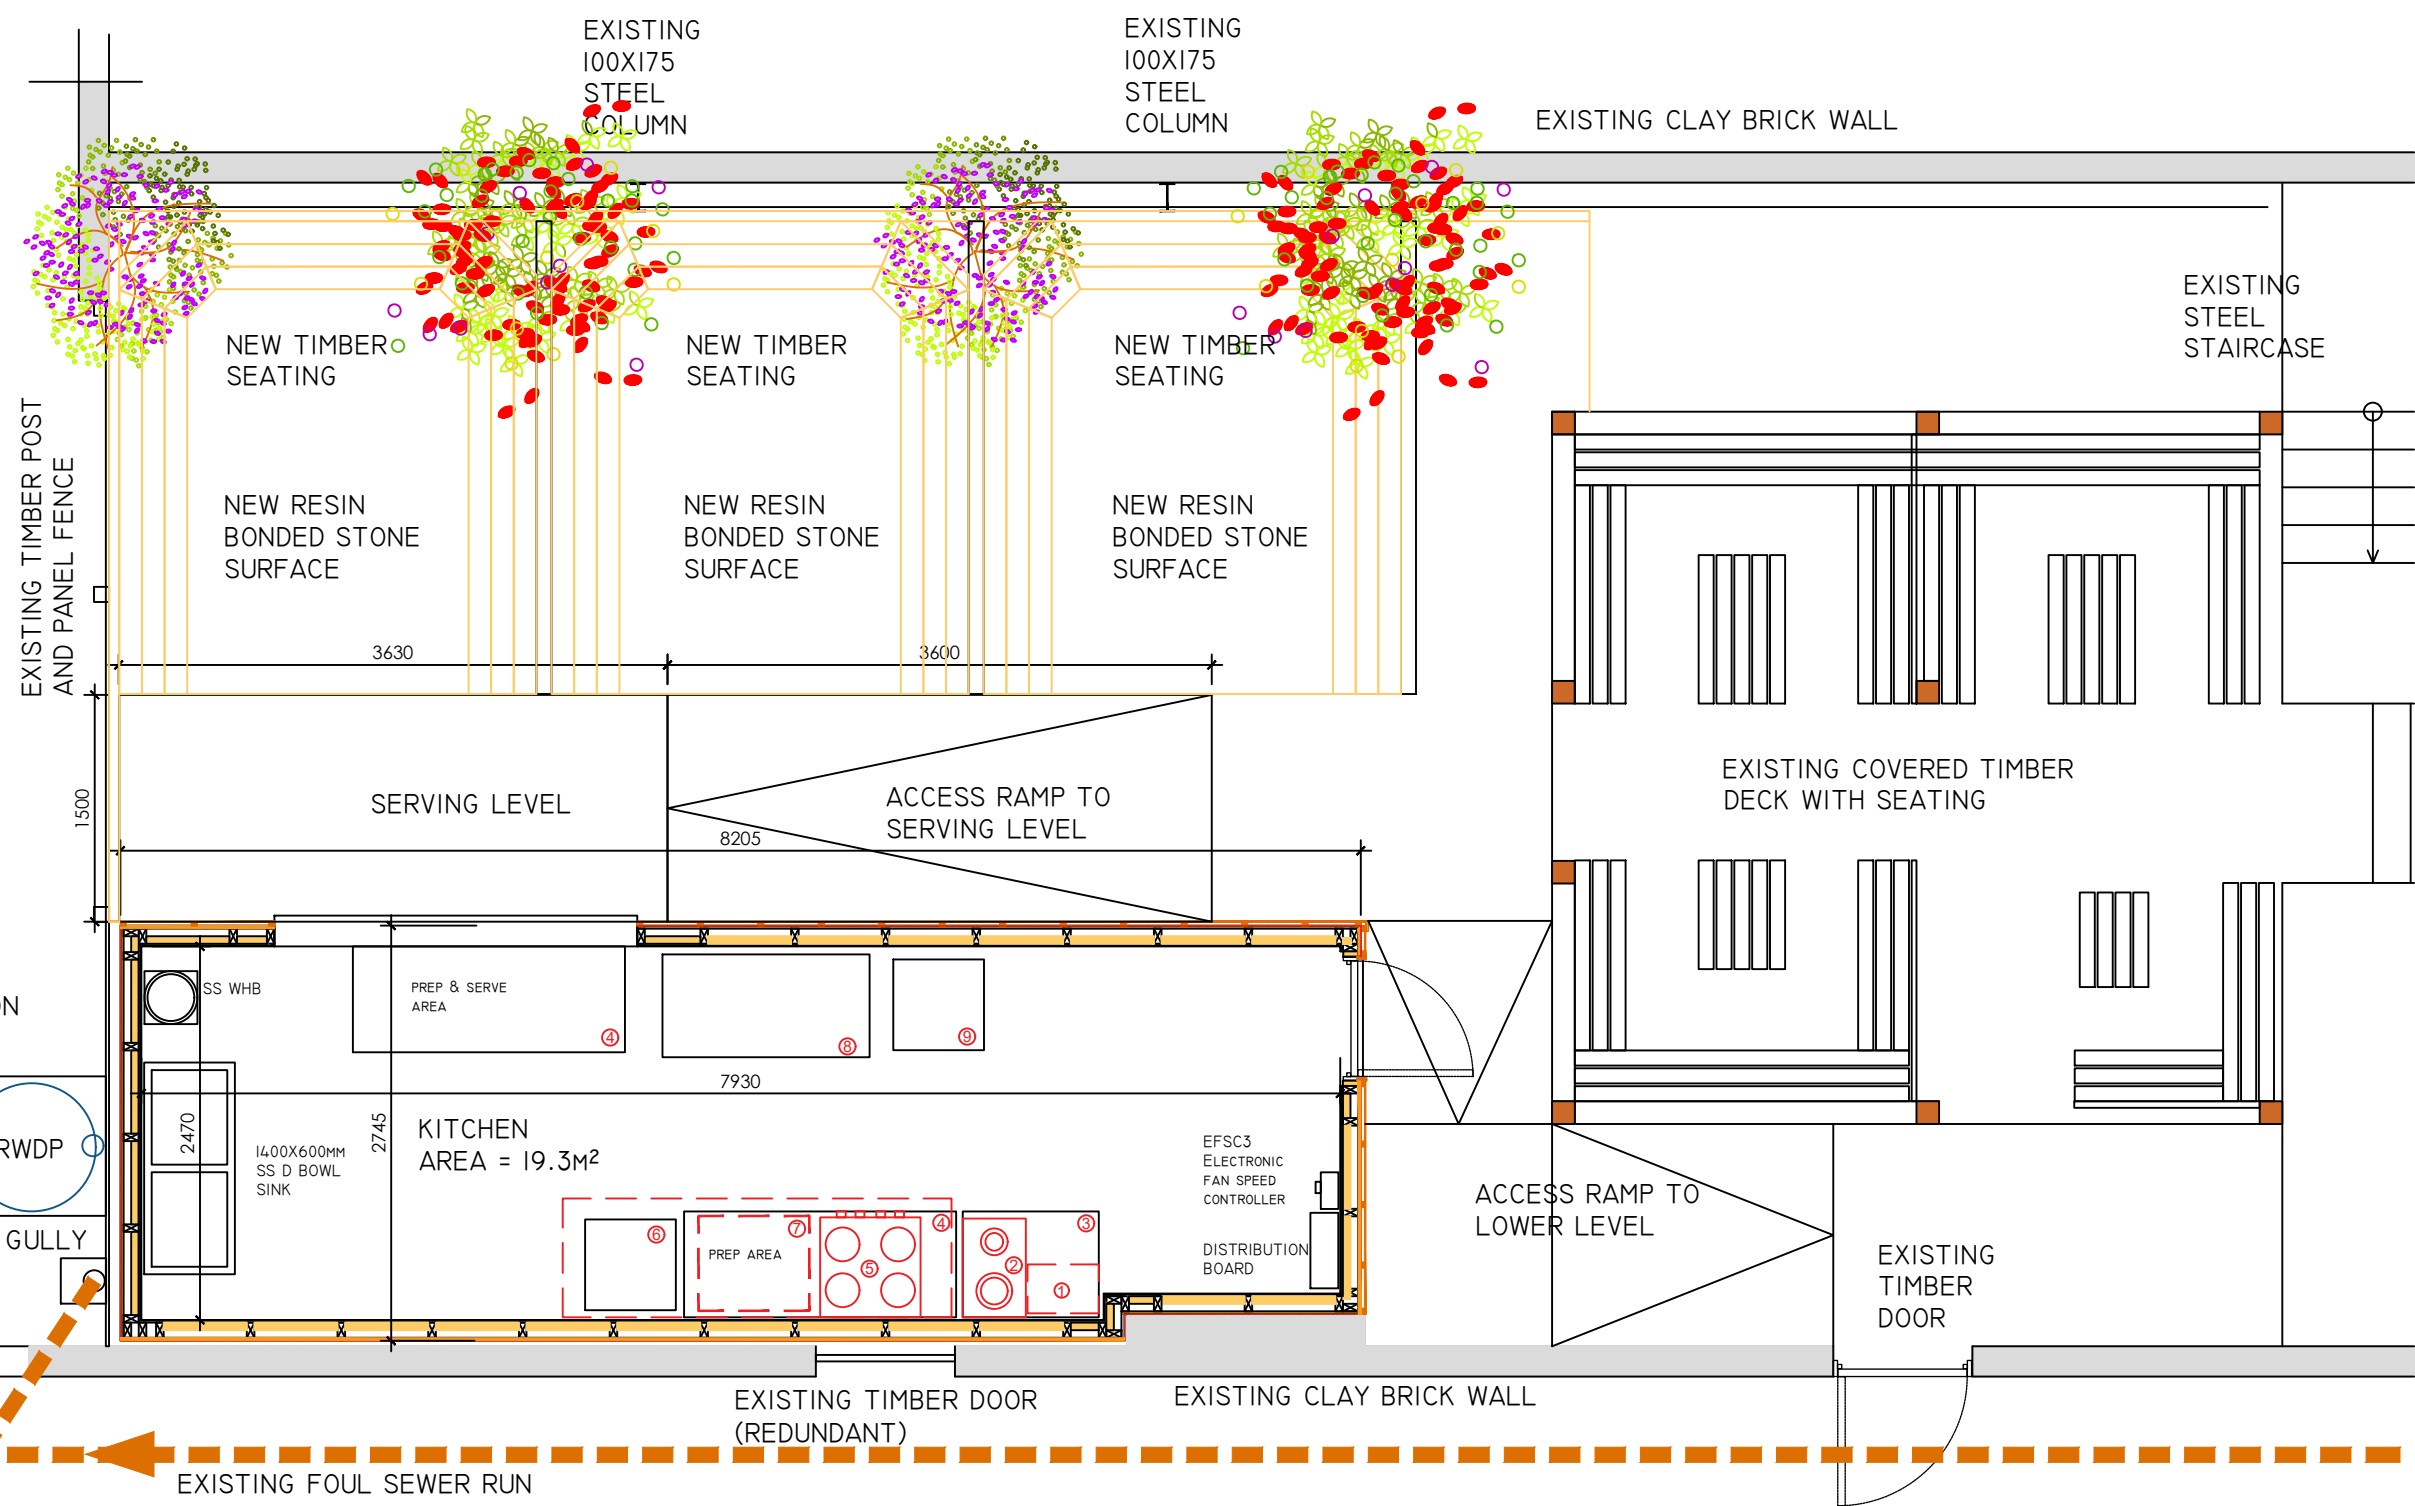 EXISTING
100X175
STEEL
COLUMN
EXISTING
100X175
STEEL
COLUMN
EXISTING CLAY BRICK WALL
EXISTING
STEEL
STAIRCASE
NEW TIMBER
SEATING
NEW TIMBER
SEATING
NEW TIMBER
SEATING
EXISTING TIMBER POST
AND PANEL FENCE
NEW RESIN
BONDED STONE
SURFACE
NEW RESIN
BONDED STONE
SURFACE
NEW RESIN
BONDED STONE
SURFACE
3630
3600
1500
SERVING LEVEL
ACCESS RAMP TO
SERVING LEVEL
8205
EXISTING COVERED TIMBER
DECK WITH SEATING
SS WHB
PREP & SERVE
AREA
4
8
9
ON
7930
2470
2745
KITCHEN
AREA = 19.3M²
1400X600MM
SS D BOWL
SINK
RWDP
GULLY
EFSC3
ELECTRONIC
FAN SPEED
CONTROLLER
DISTRIBUTION
BOARD
6
7
PREP AREA
5
4
3
2
1
ACCESS RAMP TO
LOWER LEVEL
EXISTING
TIMBER
DOOR
EXISTING TIMBER DOOR
(REDUNDANT)
EXISTING CLAY BRICK WALL
EXISTING FOUL SEWER RUN